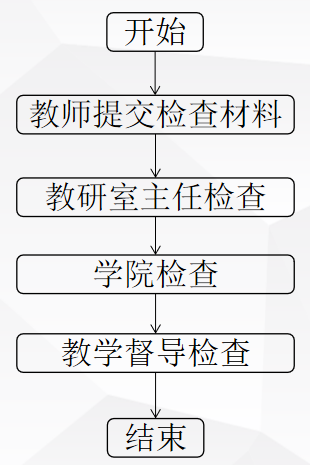 开始
教师提交检查材料
教研室主任检查
学院检查
教学督导检查
结束